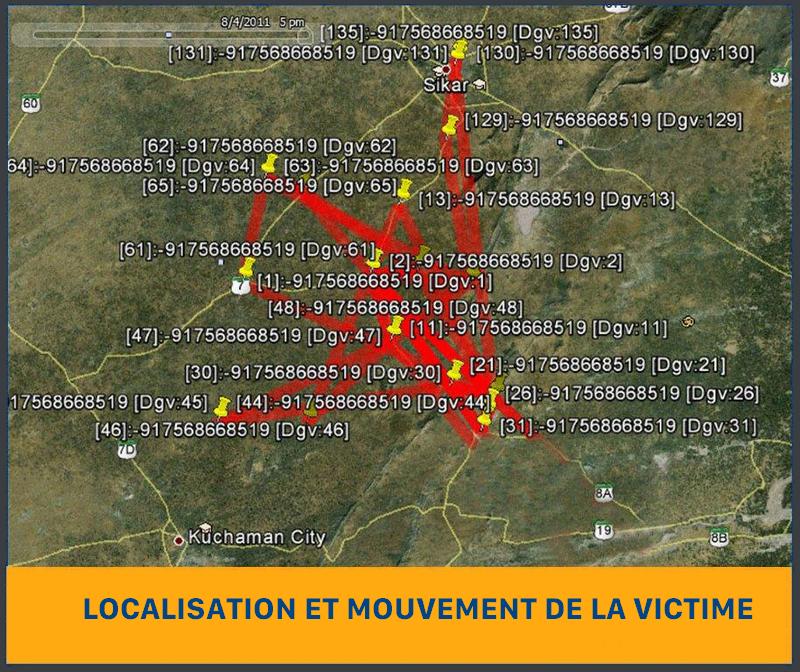 8/4/2011 5 pm
[135]:-917568668519 [Dgv:135]
[131]:-917568668519 [Dgv:131] [130]:-917568668519 [Dgv:130]
37
Sikar
60
[129]:-917568668519 [Dgv:129]
[62]:-917568668519 [Dgv:62]
64]:-917568668519 [Dgv:64] [63]:-917568668519 [Dgv:63]
[65]:-917568668519 [Dgv:65]
[13]:-917568668519 [Dgv:13]
[61]:-917568668519 [Dgv:61]
[2]:-917568668519 [Dgv:2]
7 [1]:-917568668519 [Dgv:1]
[48]:-917568668519 [Dgv:48]
[47]:-917568668519 [Dgv:47] [11]:-917568668519 [Dgv:11]
[30]:-917568668519 [Dgv:30] [21]:-917568668519 [Dgv:21]
[26]:-917568668519 [Dgv:26]
17568668519 [Dgv:45] [44]:-917568668519 [Dgv:44]
[46]:-917568668519 [Dgv:46] [31]:-917568668519 [Dgv:31]
7D
8A
19
8B
Kuchaman City
LOCALISATION ET MOUVEMENT DE LA VICTIME